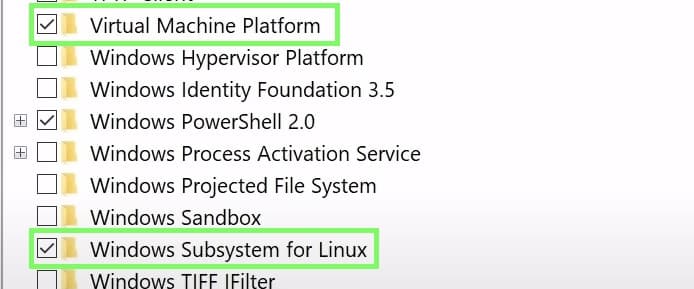 Virtual Machine Platform
Windows Hypervisor Platform
Windows Identity Foundation 3.5
Windows PowerShell 2.0
Windows Process Activation Service
Windows Projected File System
Windows Sandbox
Windows Subsystem for Linux
Windows TIFF IFilter